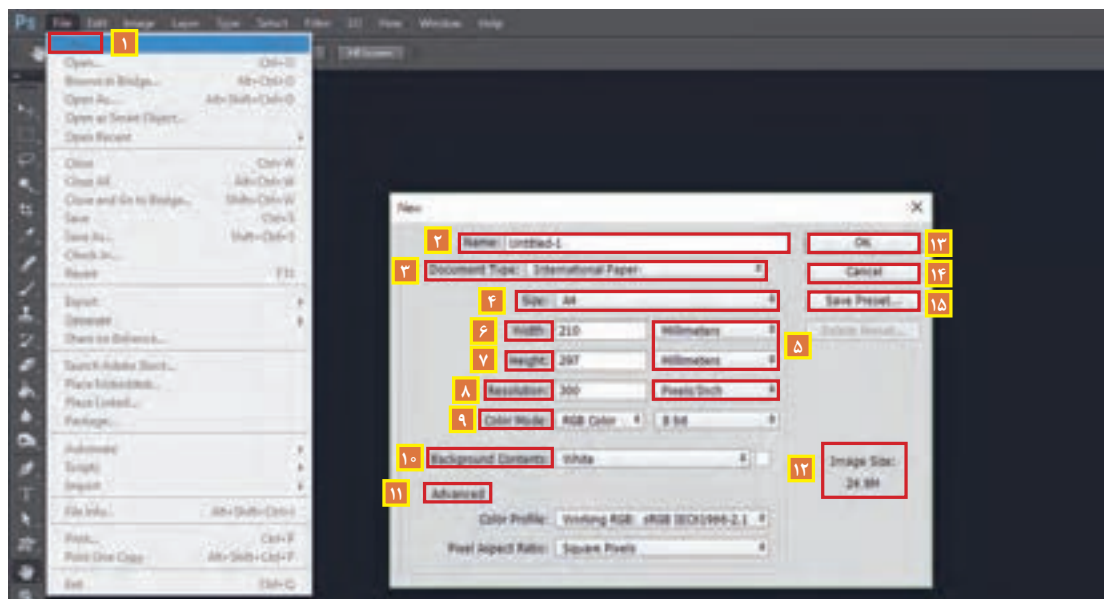 Ps File Edit Image Layer Type Select Filter 3D View Window Help
۱
Open... Ctrl+O
Browse in Bridge... Alt+Ctrl+O
Open As... Alt+Shift+Ctrl+O
Open as Smart Object...
Open Recent
Close Ctrl+W
Close All Alt+Ctrl+W
Close and Go to Bridge... Shift+Ctrl+W
Save Ctrl+S
Save As... Shift+Ctrl+S
Check In...
Revert F12
Export
Generate
Share on Behance...
Search Adobe Stock...
Place Embedded...
Place Linked...
Package...
Automate
Scripts
Import
File Info... Alt+Shift+Ctrl+I
Print... Ctrl+P
Print One Copy Alt+Shift+Ctrl+P
Exit Ctrl+Q
New
۲ Name: Untitled-1
۳ Document Type: International Paper
۴ Size: A4
۶ Width: 210 Millimeters
۵
۷ Height: 297 Millimeters
۸ Resolution: 300 Pixels/Inch
۹ Color Mode: RGB Color 8 bit
۱۰ Background Contents: White
۱۱ Advanced
Color Profile: Working RGB: sRGB IEC61966-2.1
Pixel Aspect Ratio: Square Pixels
OK ۱۳
Cancel ۱۴
Save Preset... ۱۵
Delete Preset...
۱۲ Image Size:
24.9M